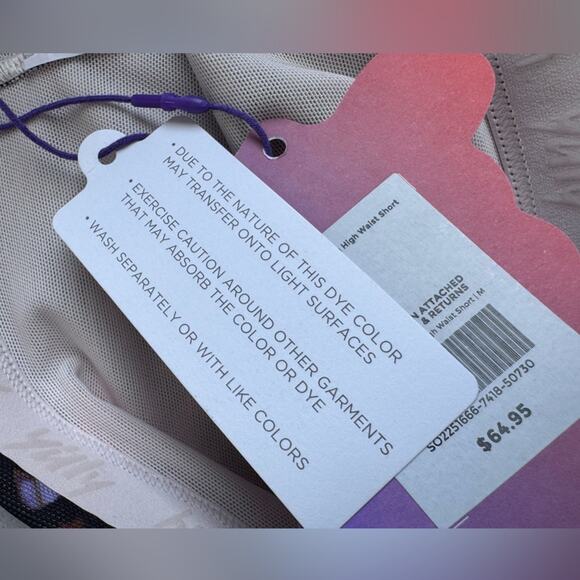 • DUE TO THE NATURE OF THIS DYE COLOR
MAY TRANSFER ONTO LIGHT SURFACES
• EXERCISE CAUTION AROUND OTHER GARMENTS
THAT MAY ABSORB THE COLOR OR DYE
• WASH SEPARATELY OR WITH LIKE COLORS
High Waist Short
ATTACHED
& RETURNS
Waist Short | M
SO2251666-7418-50730
$64.95